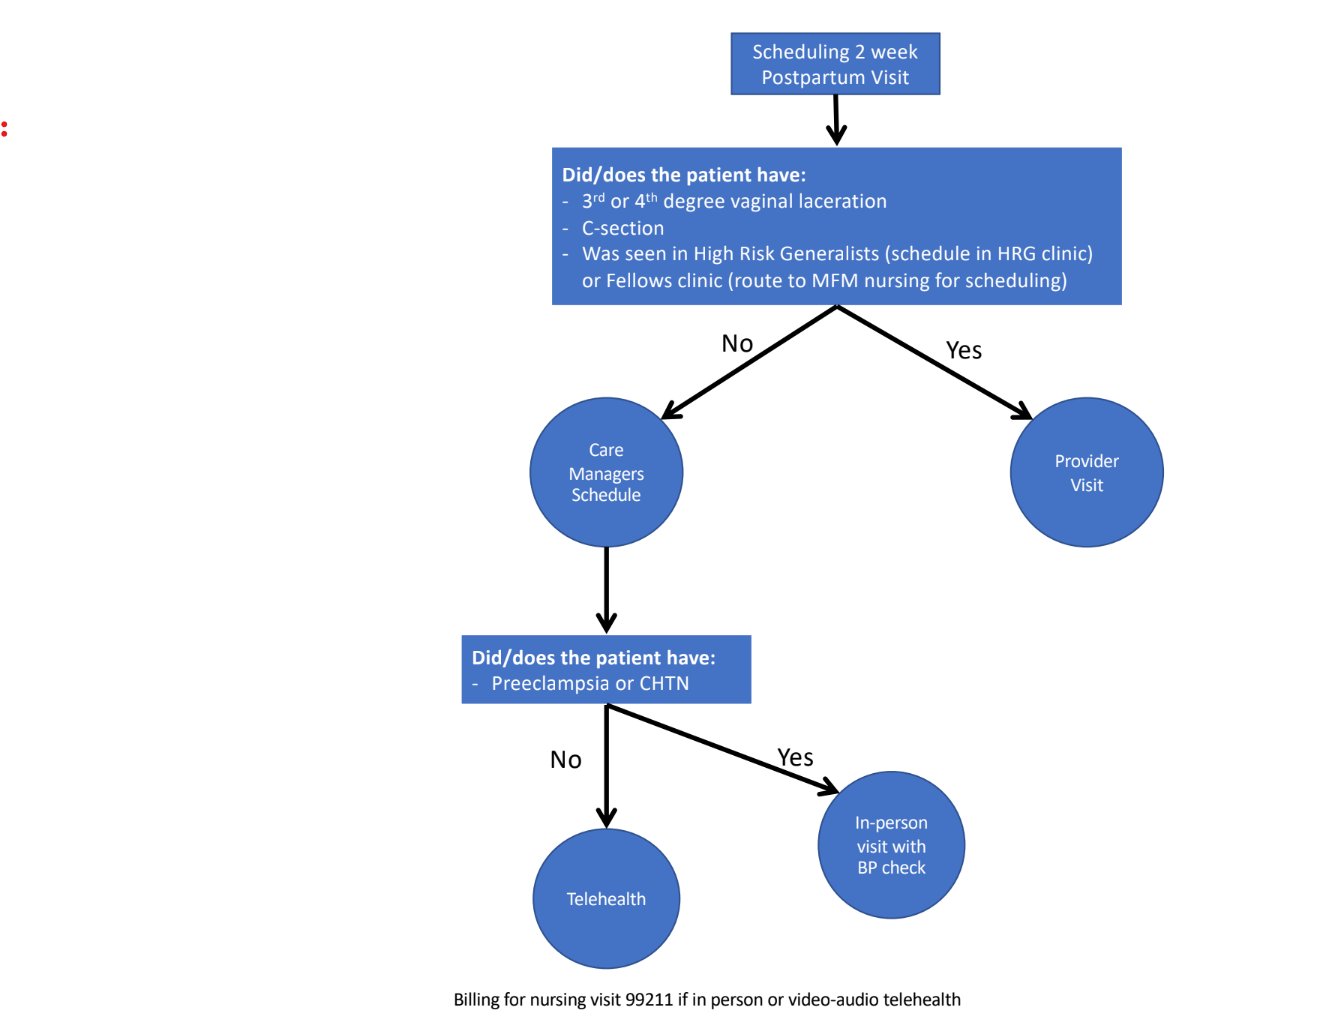 Scheduling 2 week
Postpartum Visit
:
Did/does the patient have:
- 3rd or 4th degree vaginal laceration
- C-section
- Was seen in High Risk Generalists (schedule in HRG clinic)
or Fellows clinic (route to MFM nursing for scheduling)
No
Yes
Care
Managers
Schedule
Provider
Visit
Did/does the patient have:
- Preeclampsia or CHTN
No
Yes
In-person
visit with
BP check
Telehealth
Billing for nursing visit 99211 if in person or video-audio telehealth